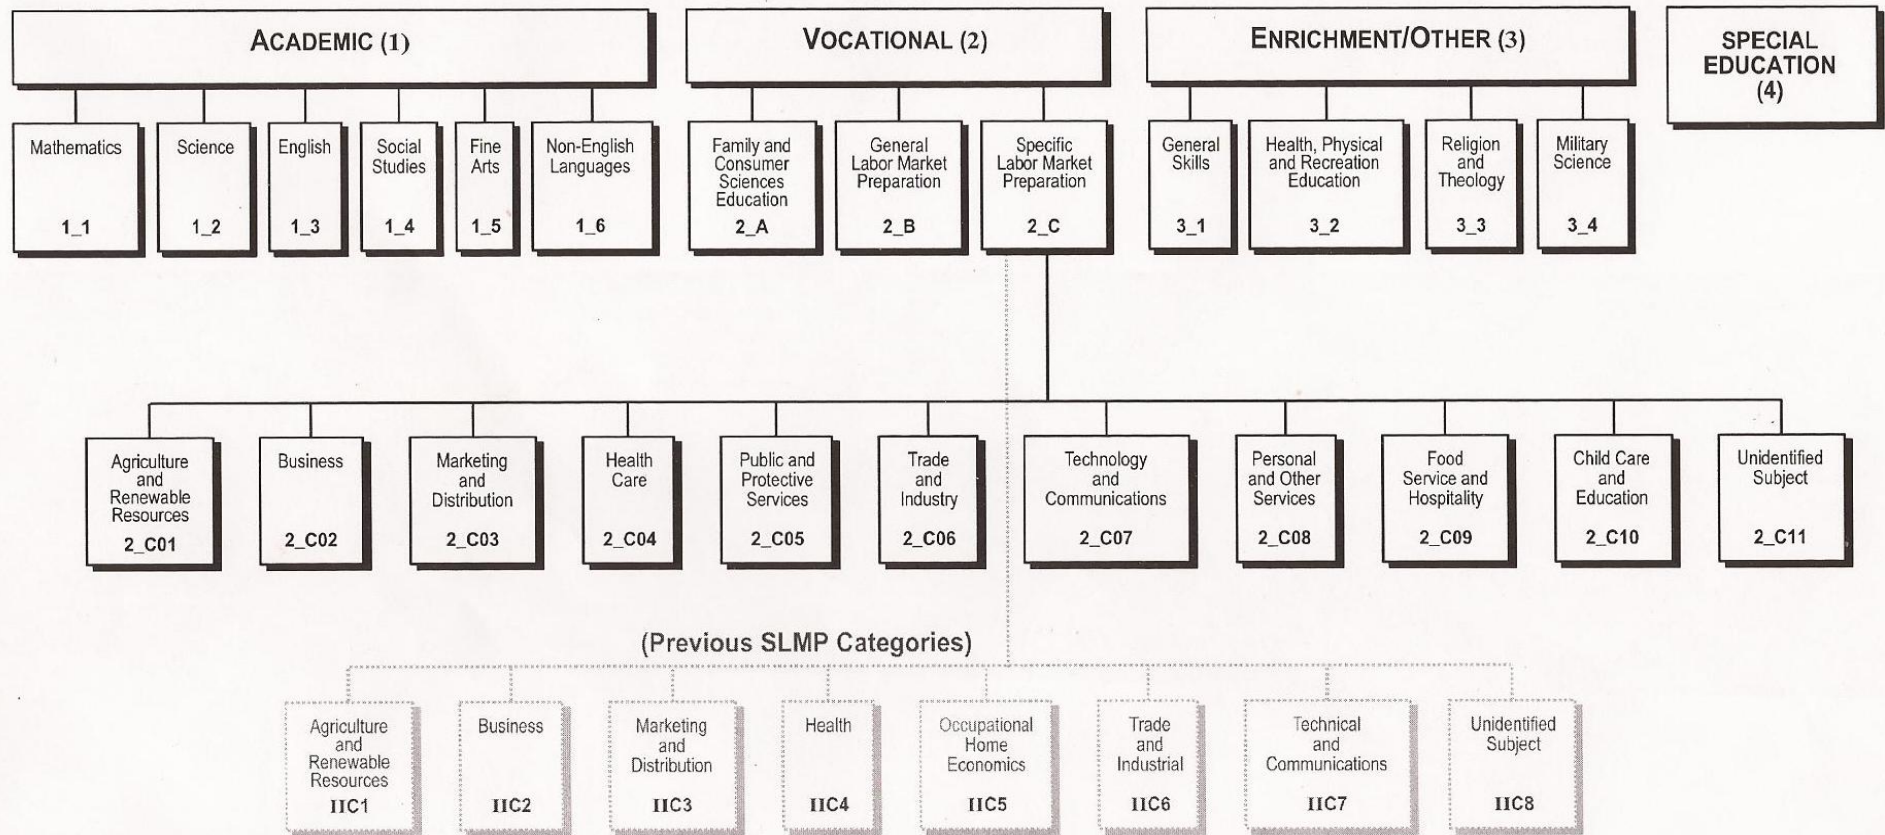 ACADEMIC (1)
VOCATIONAL (2)
ENRICHMENT/OTHER (3)
SPECIAL
EDUCATION
(4)
Mathematics
1_1
Science
1_2
English
1_3
Social
Studies
1_4
Fine
Arts
1_5
Non-English
Languages
1_6
Family and
Consumer
Sciences
Education
2_A
General
Labor Market
Preparation
2_B
Specific
Labor Market
Preparation
2_C
General
Skills
3_1
Health, Physical
and Recreation
Education
3_2
Religion
and
Theology
3_3
Military
Science
3_4
Agriculture
and
Renewable
Resources
2_C01
Business
2_C02
Marketing
and
Distribution
2_C03
Health
Care
2_C04
Public and
Protective
Services
2_C05
Trade
and
Industry
2_C06
Technology
and
Communications
2_C07
Personal
and Other
Services
2_C08
Food
Service and
Hospitality
2_C09
Child Care
and
Education
2_C10
Unidentified
Subject
2_C11
(Previous SLMP Categories)
Agriculture
and
Renewable
Resources
IIC1
Business
IIC2
Marketing
and
Distribution
IIC3
Health
IIC4
Occupational
Home
Economics
IIC5
Trade
and
Industrial
IIC6
Technical
and
Communications
IIC7
Unidentified
Subject
IIC8